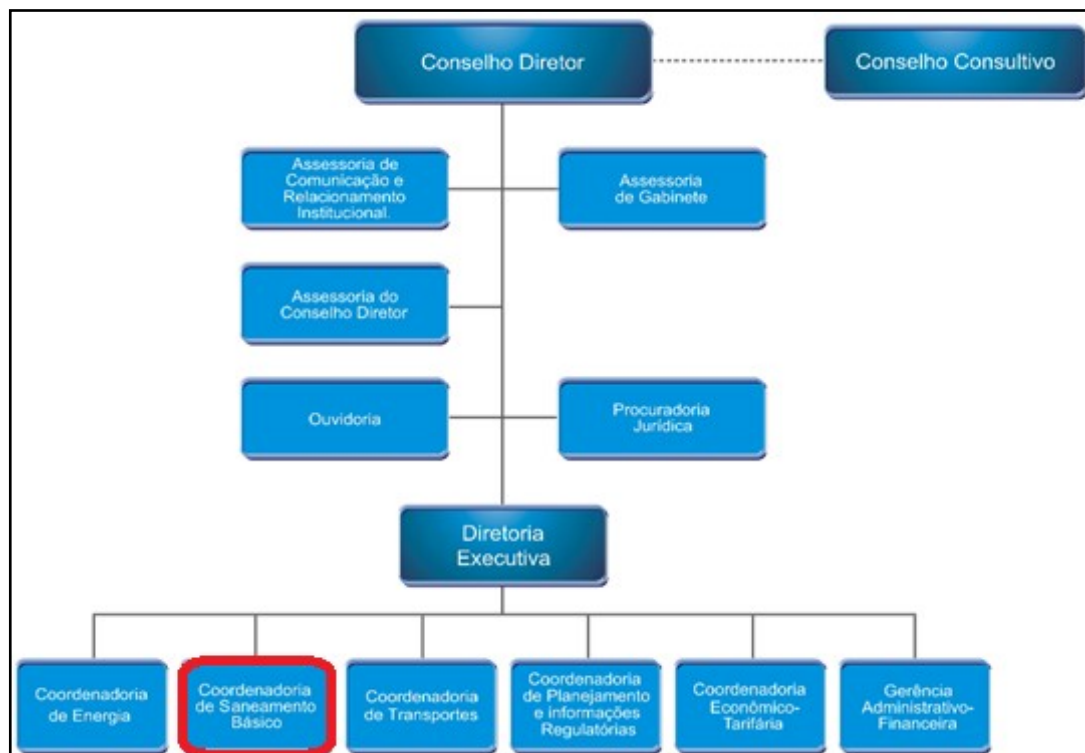 Conselho Diretor
Conselho Consultivo
Assessoria de
Comunicação e
Relacionamento
Institucional.
Assessoria
de Gabinete
Assessoria do
Conselho Diretor
Ouvidoria
Procuradoria
Jurídica
Diretoria
Executiva
Coordenadoria
de Energia
Coordenadoria
de Saneamento
Básico
Coordenadoria
de Transportes
Coordenadoria
de Planejamento
e informações
Regulatórias
Coordenadoria
Econômico-
Tarifária
Gerência
Administrativo-
Financeira